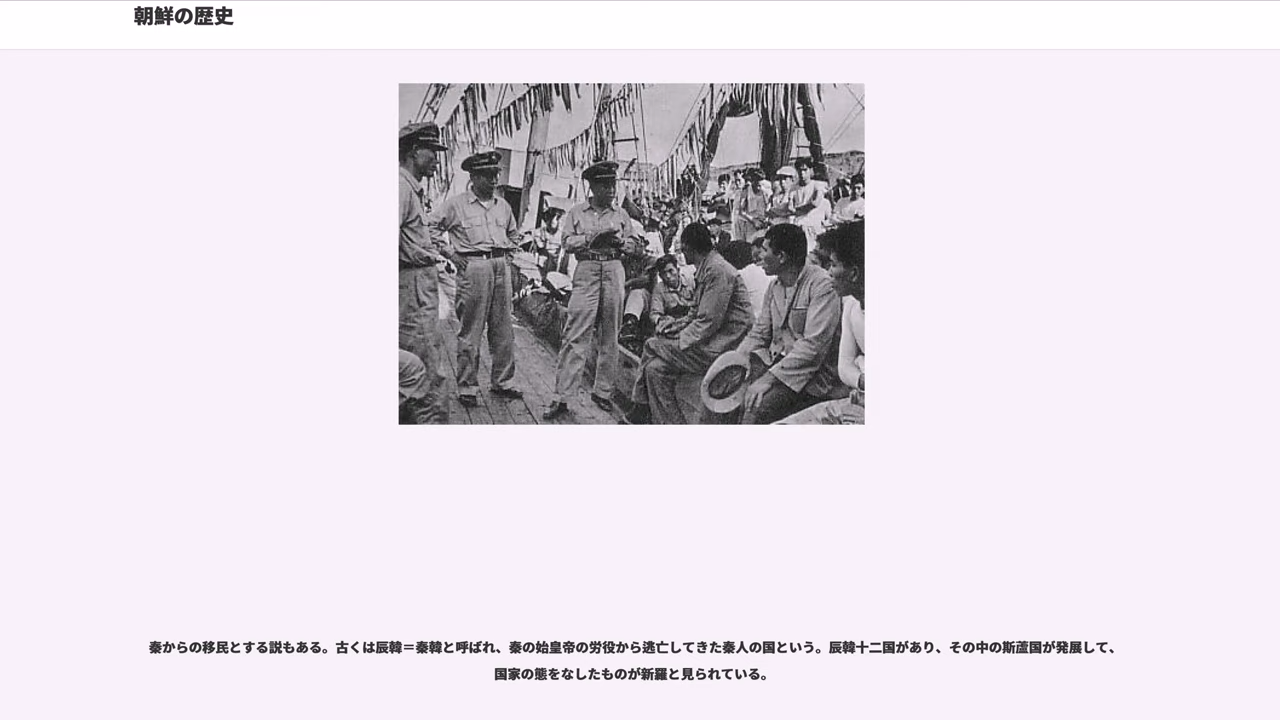 朝鮮の歴史
秦からの移民とする説もある。古くは辰韓＝秦韓と呼ばれ、秦の始皇帝の労役から逃亡してきた秦人の国という。辰韓十二国があり、その中の斯蘆国が発展して、
国家の態をなしたものが新羅と見られている。